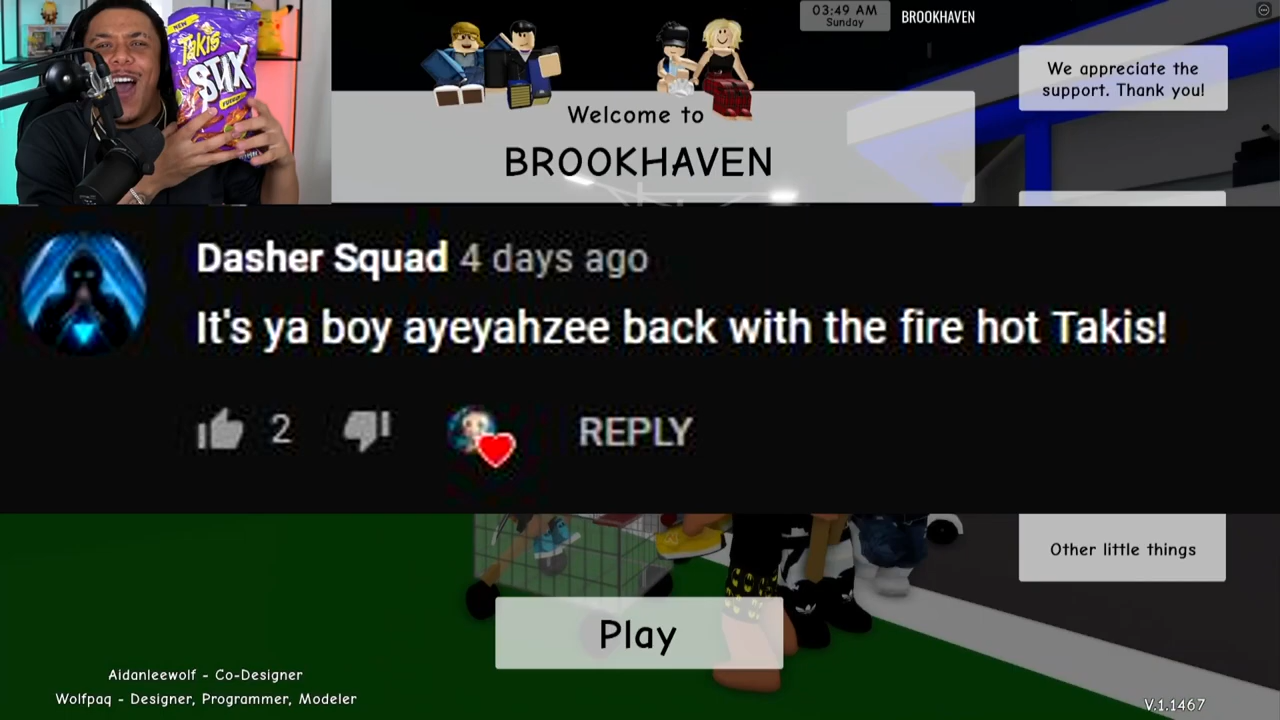 NEW
Takis
STIX
FUEGO
03:49 AM
Sunday
BROOKHAVEN
We appreciate the
support. Thank you!
Welcome to
BROOKHAVEN
Dasher Squad 4 days ago
It's ya boy ayeyahzee back with the fire hot Takis!
2
REPLY
Other little things
Play
Aidanleewolf - Co-Designer
Wolfpaq - Designer, Programmer, Modeler
V.1.1467